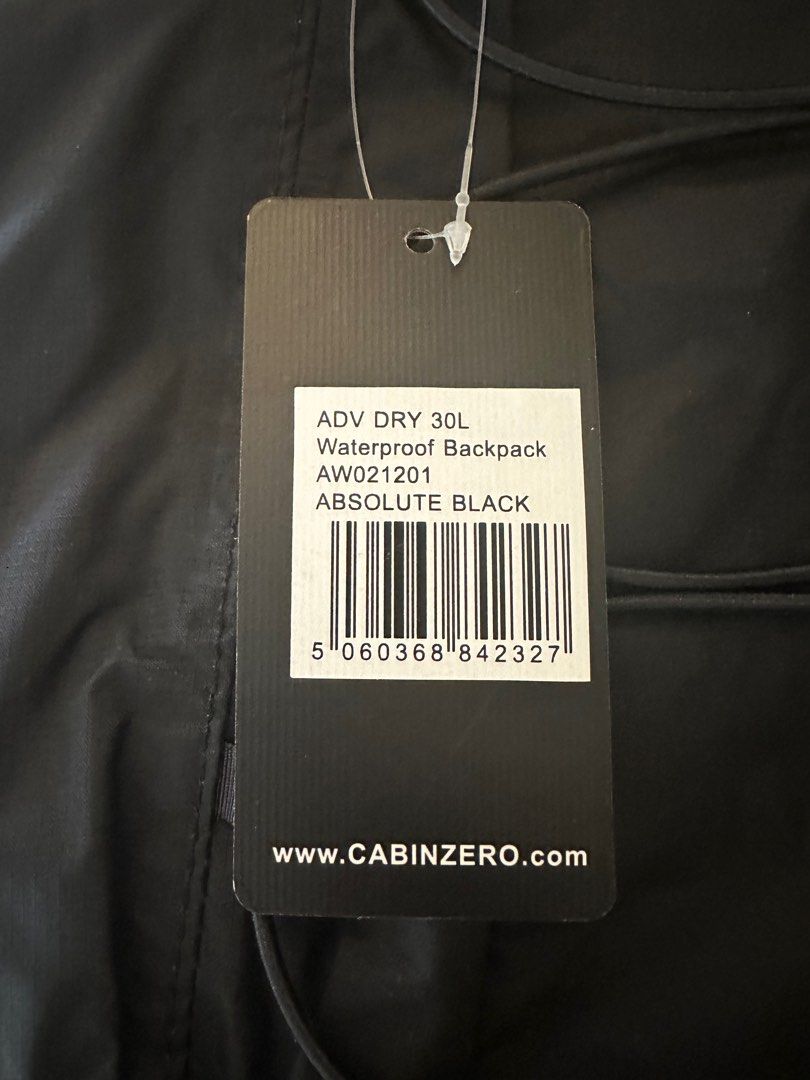 ADV DRY 30L
Waterproof Backpack
AW021201
ABSOLUTE BLACK
5 060368 842327
www.CABINZERO.com